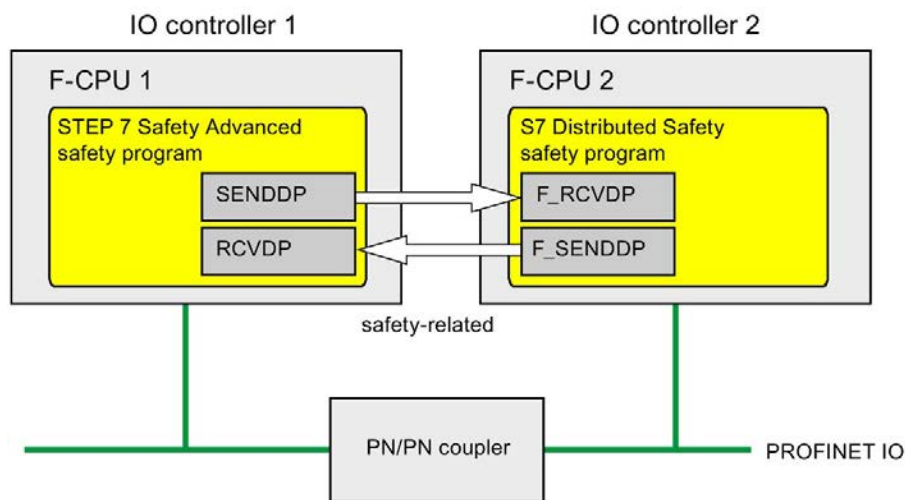 IO controller 1
IO controller 2
F-CPU 1
F-CPU 2
STEP 7 Safety Advanced
safety program
S7 Distributed Safety
safety program
SENDDP
F_RCVDP
RCVDP
F_SENDDP
safety-related
PN/PN coupler
PROFINET IO